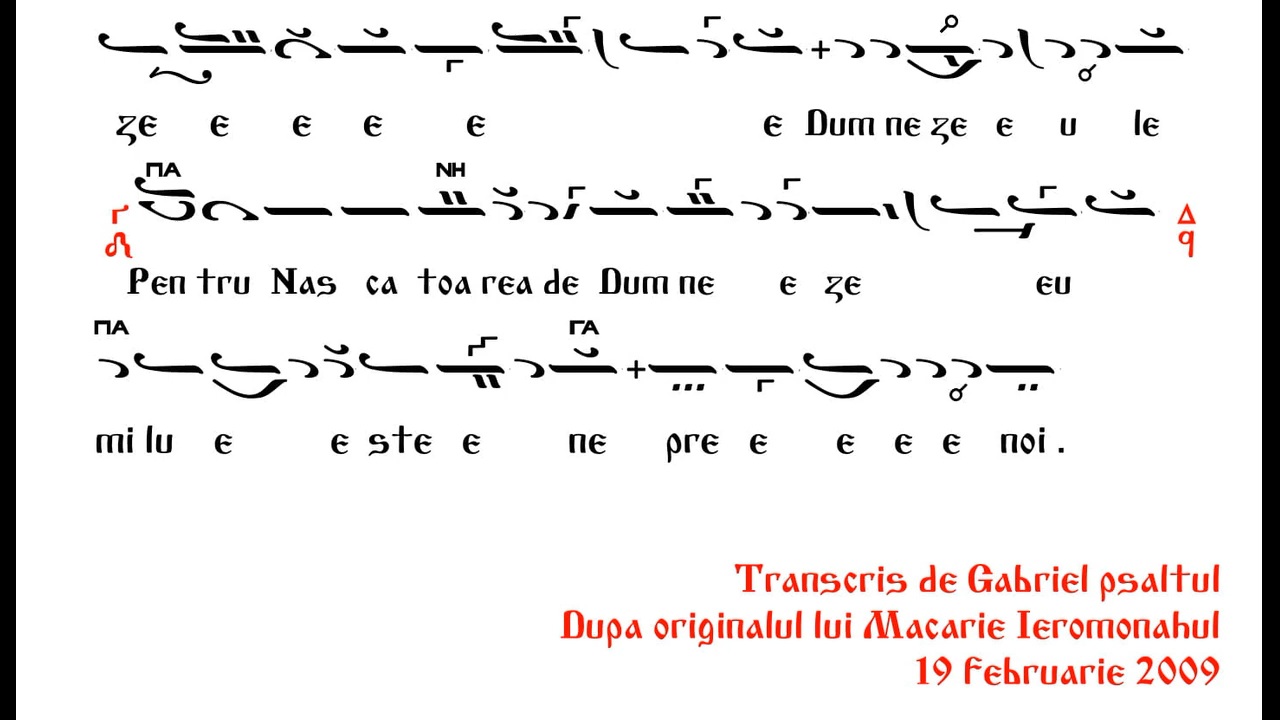 ze e e e e e Dum ne ze e u le
ΠΑ ΝΗ
Pen tru Nas ca toa rea de Dum ne e ze eu
ΠΑ ΓΑ
mi lu e e ste e ne pre e e e e noi .
Transcris de Gabriel psaltul
Dupa originalul lui Macarie Ieromonahul
19 februarie 2009